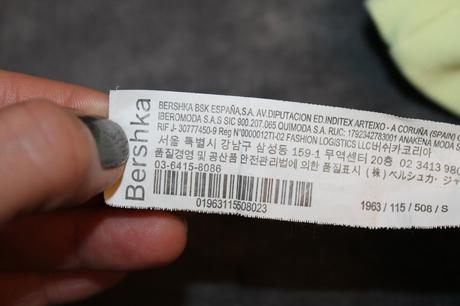 Bershka
BERSHKA BSK ESPAÑA,S.A. AV.DIPUTACION ED.INDITEX ARTEIXO - A CORUÑA (SPAIN)
IBEROMODA S.A.S SIC 900.207.065 QUIMODA S.A. RUC: 1792342783001 ANAKENA MODA
RIF J- 30777450-9 Reg N°0000012TI-02 FASHION LOGISTICS LLC버쉬카코리아
서울 특별시 강남구 삼성동 159-1 무역센터 20층 02 3413 98
품질경영 및 공산품 안전관리법에 의한 품질표시 (株)ベルシュカ・ジャ
03-6415-8086
01963115508023
1963 / 115 / 508 / S